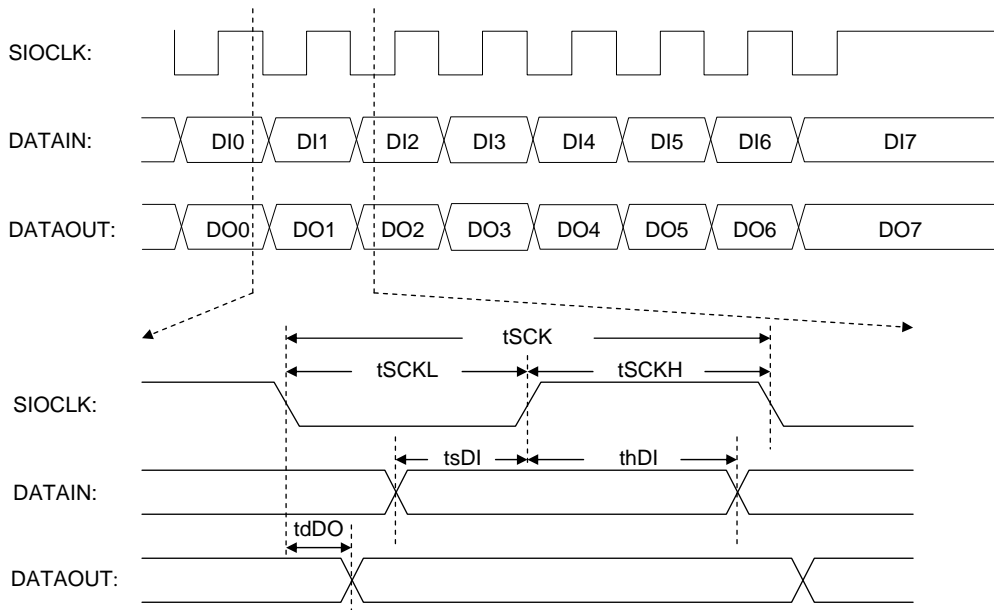 SIOCLK:
DATAIN: DI0 DI1 DI2 DI3 DI4 DI5 DI6 DI7
DATAOUT: DO0 DO1 DO2 DO3 DO4 DO5 DO6 DO7
tSCK
tSCKL tSCKH
SIOCLK:
tsDI thDI
DATAIN:
tdDO
DATAOUT: